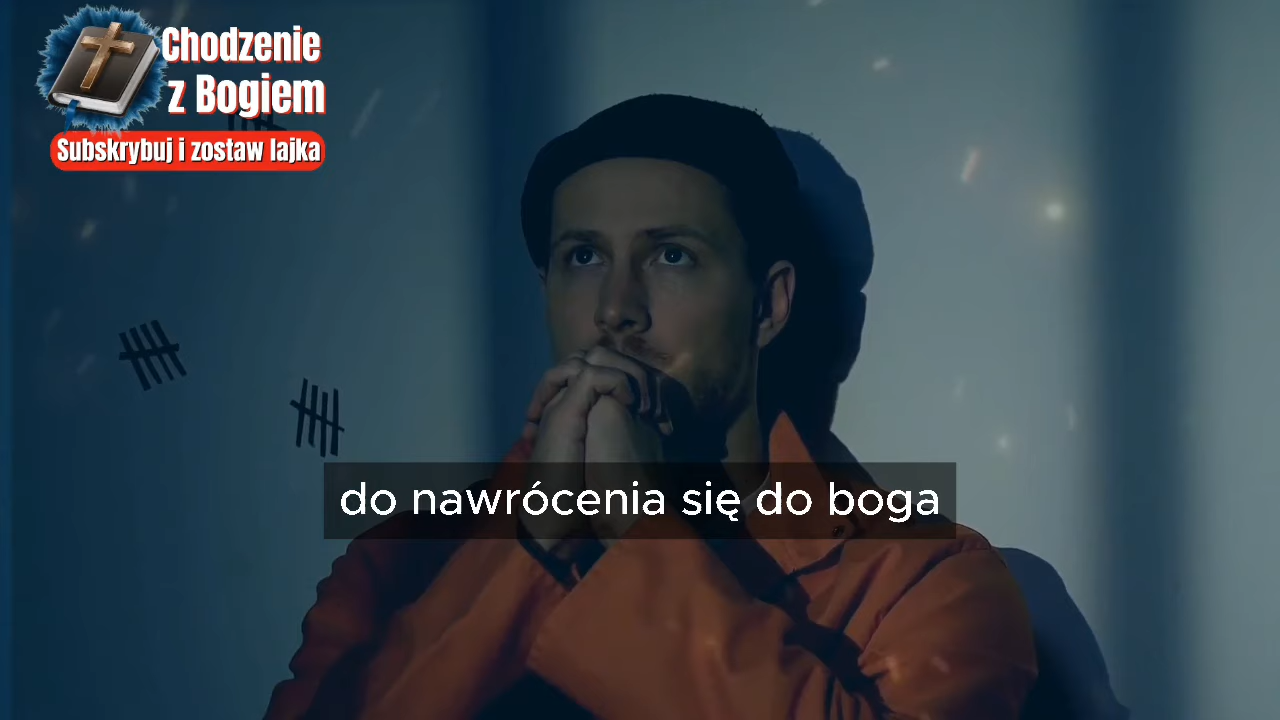 Chodzenie
z Bogiem
Subskrybuj i zostaw lajka
do nawrócenia się do boga